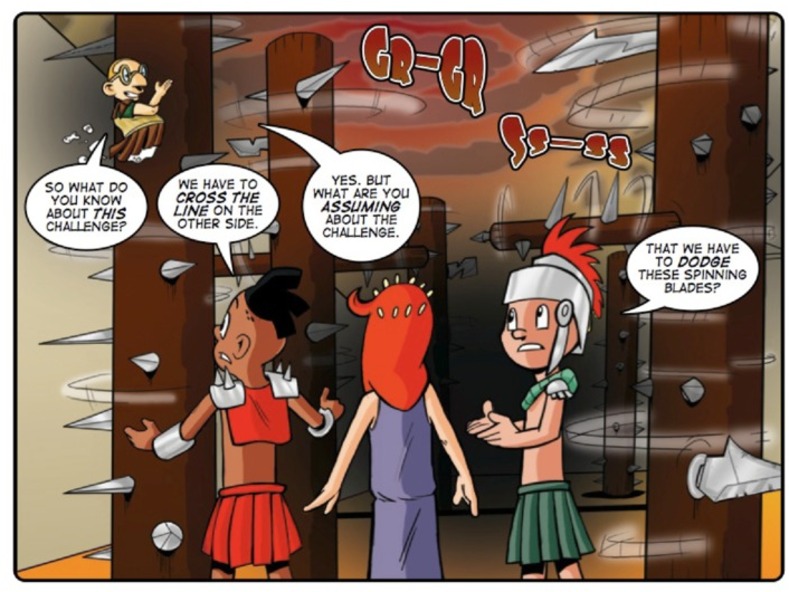 GR-GR
SS-SS
SO WHAT DO
YOU KNOW
ABOUT THIS
CHALLENGE?
WE HAVE TO
CROSS THE
LINE ON THE
OTHER SIDE.
YES. BUT
WHAT ARE YOU
ASSUMING
ABOUT THE
CHALLENGE.
THAT WE HAVE
TO DODGE
THESE SPINNING
BLADES?